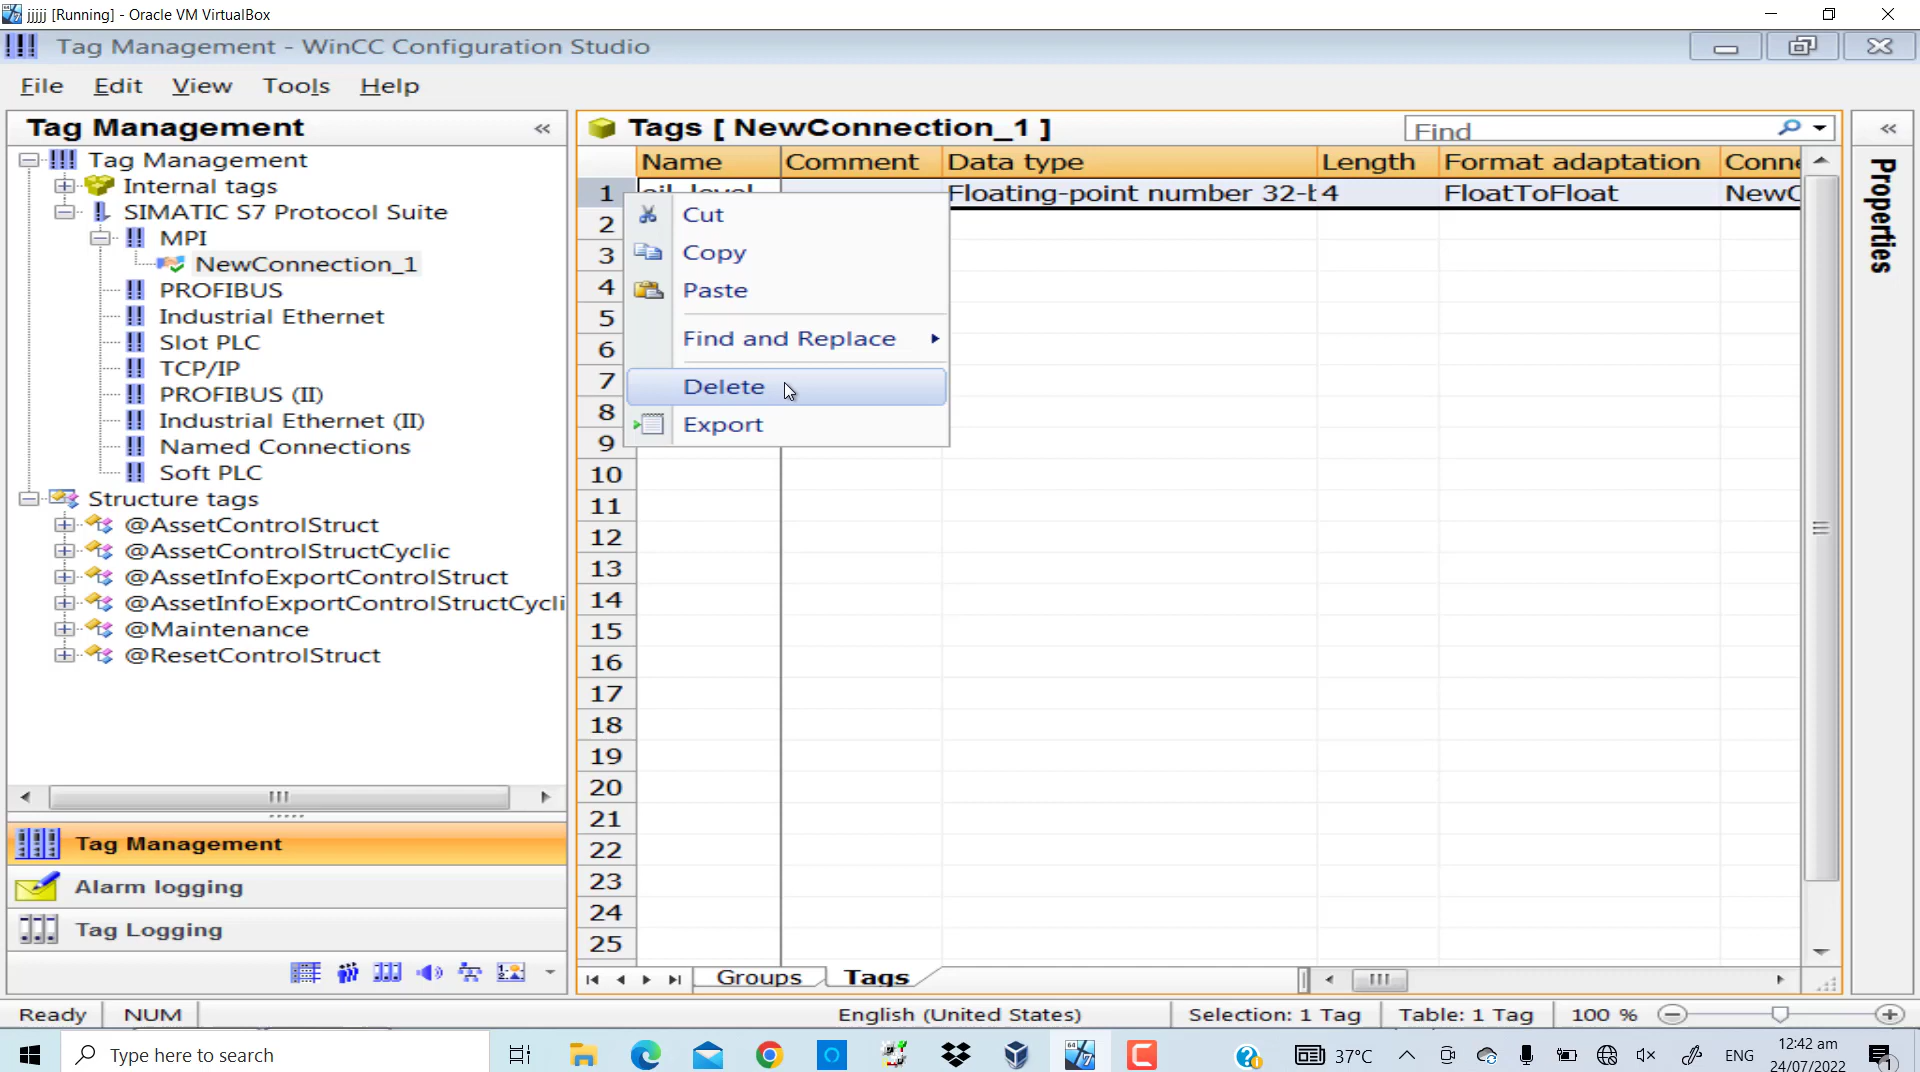 jjjjj [Running] - Oracle VM VirtualBox
Tag Management - WinCC Configuration Studio
File Edit View Tools Help
Tag Management
Tag Management
Internal tags
SIMATIC S7 Protocol Suite
MPI
NewConnection_1
PROFIBUS
Industrial Ethernet
Slot PLC
TCP/IP
PROFIBUS (II)
Industrial Ethernet (II)
Named Connections
Soft PLC
Structure tags
@AssetControlStruct
@AssetControlStructCyclic
@AssetInfoExportControlStruct
@AssetInfoExportControlStructCycli
@Maintenance
@ResetControlStruct
Tag Management
Alarm logging
Tag Logging
Tags [ NewConnection_1 ]
Find
Name Comment Data type Length Format adaptation Conne
1 oil_level Floating-point number 32-b 4 FloatToFloat NewC
2
3
4
5
6
7
8
9
10
11
12
13
14
15
16
17
18
19
20
21
22
23
24
25
Cut
Copy
Paste
Find and Replace
Delete
Export
Groups Tags
Properties
Ready NUM English (United States) Selection: 1 Tag Table: 1 Tag 100 %
Type here to search
37°C
ENG
12:42 am
24/07/2022
1